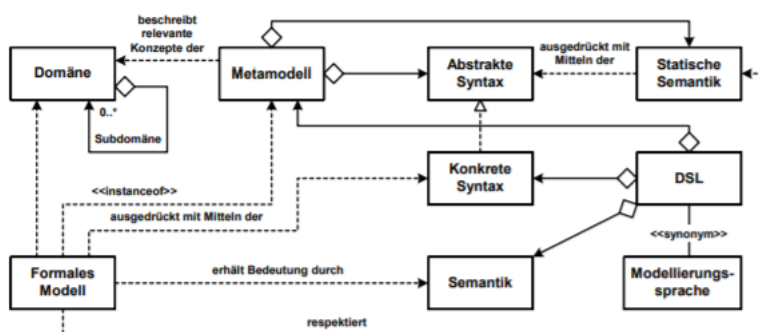 beschreibt
relevante
Konzepte der
Domäne
Metamodell
Abstrakte
Syntax
ausgedrückt mit
Mitteln der
Statische
Semantik
0..*
Subdomäne
<<instanceof>>
ausgedrückt mit Mitteln der
Konkrete
Syntax
DSL
<<synonym>>
Formales
Modell
erhält Bedeutung durch
Semantik
Modellierungs-
sprache
respektiert